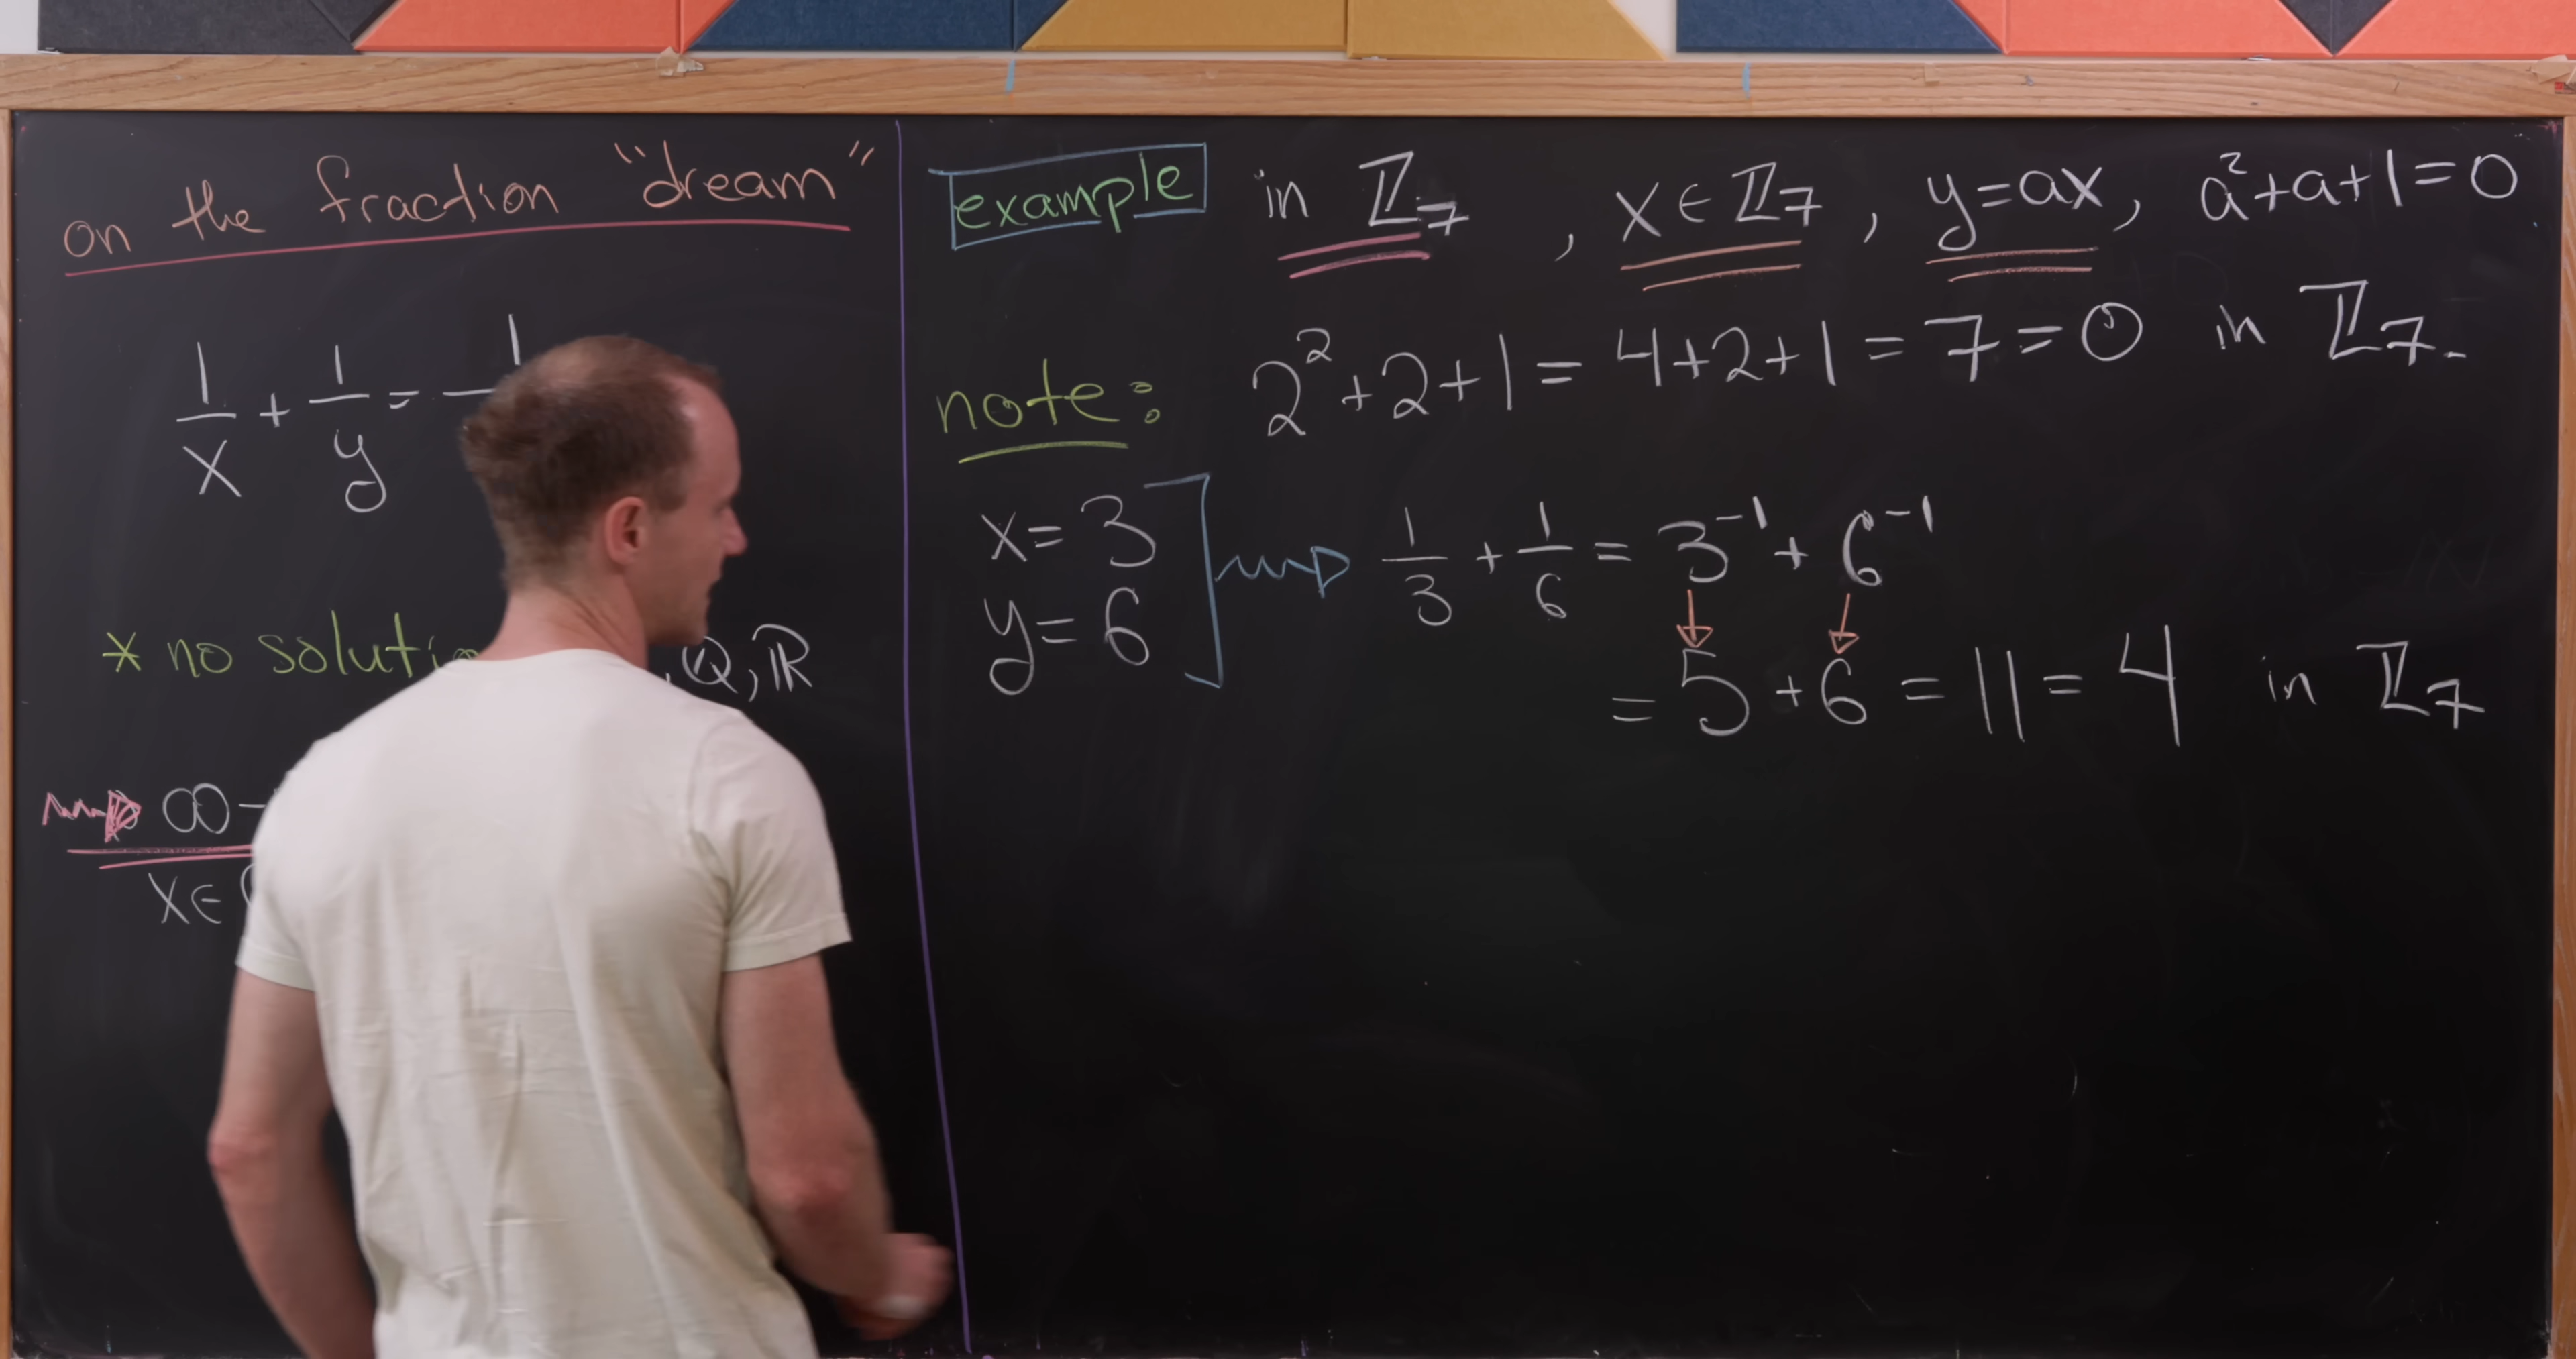 on the fraction "dream"
1/x + 1/y = 1
* no soluti , Q, ℝ
⇝ ∞-
x ∈
example in ℤ₇ , x ∈ ℤ₇ , y=ax, a²+a+1=0
note: 2²+2+1 = 4+2+1 = 7 = 0 in ℤ₇.
x = 3
y = 6
⇝ 1/3 + 1/6 = 3⁻¹ + 6⁻¹
= 5 + 6 = 11 = 4 in ℤ₇